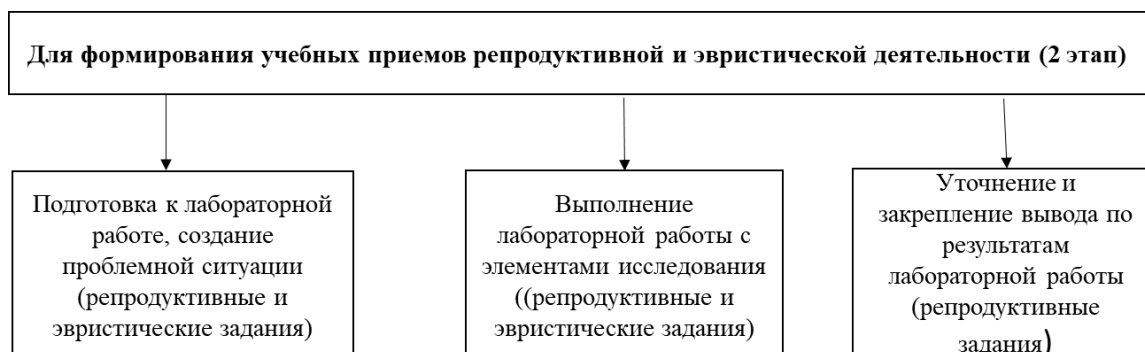 Для формирования учебных приемов репродуктивной и эвристической деятельности (2 этап)
Подготовка к лабораторной
работе, создание
проблемной ситуации
(репродуктивные и
эвристические задания)
Выполнение
лабораторной работы с
элементами исследования
((репродуктивные и
эвристические задания)
Уточнение и
закрепление вывода по
результатам
лабораторной работы
(репродуктивные
задания)